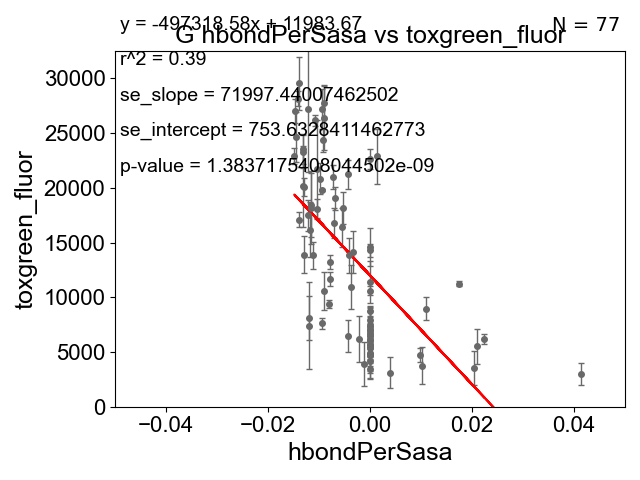 y = -497318.58x + 11983.67
N = 77
G hbondPerSasa vs toxgreen_fluor
r^2 = 0.39
se_slope = 71997.44007462502
se_intercept = 753.6328411462773
p-value = 1.3837175408044502e-09
30000
25000
20000
15000
10000
5000
0
toxgreen_fluor
−0.04 −0.02 0.00 0.02 0.04
hbondPerSasa